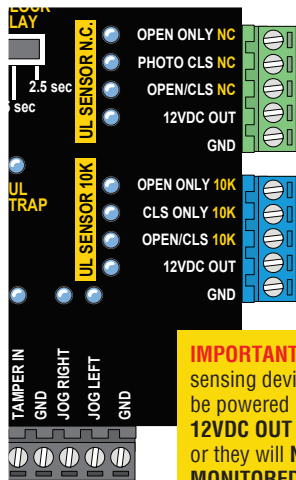 LAY
2.5 sec
sec
UL SENSOR N.C.
OPEN ONLY NC
PHOTO CLS NC
OPEN/CLS NC
12VDC OUT
GND
UL
TRAP
UL SENSOR 10K
OPEN ONLY 10K
CLS ONLY 10K
OPEN/CLS 10K
12VDC OUT
GND
TAMPER IN
GND
JOG RIGHT
JOG LEFT
GND
IMPORTANT
sensing devi
be powered
12VDC OUT
or they will N
MONITORED